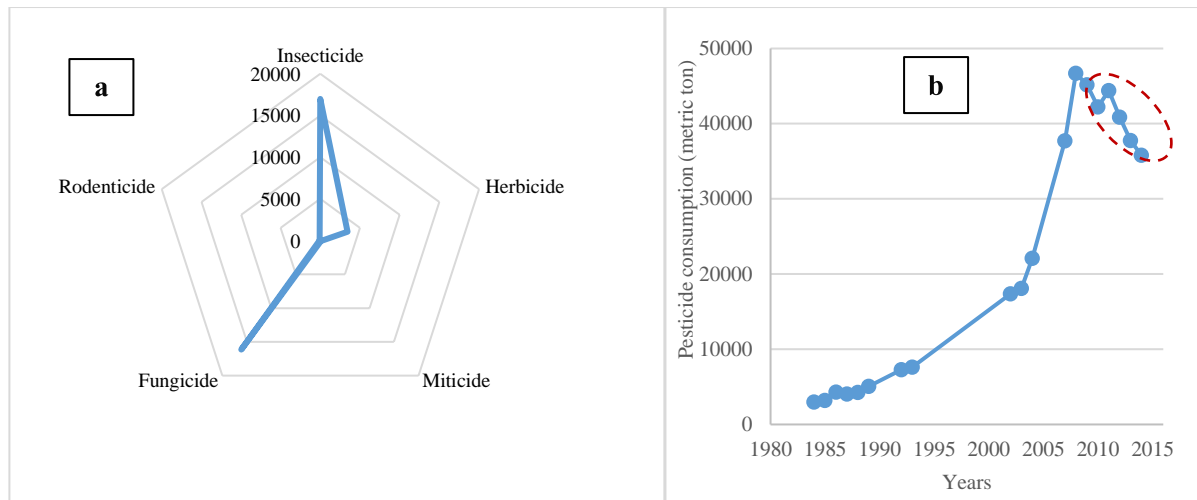 a
Insecticide
20000
15000
10000
5000
0
Rodenticide
Herbicide
Fungicide
Miticide
b
Pesticide consumption (metric ton)
50000
40000
30000
20000
10000
0
1980 1985 1990 1995 2000 2005 2010 2015
Years